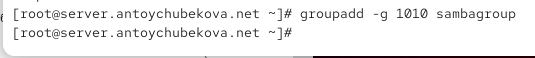 [root@server.antoychubekova.net ~]# groupadd -g 1010 sambagroup
[root@server.antoychubekova.net ~]#